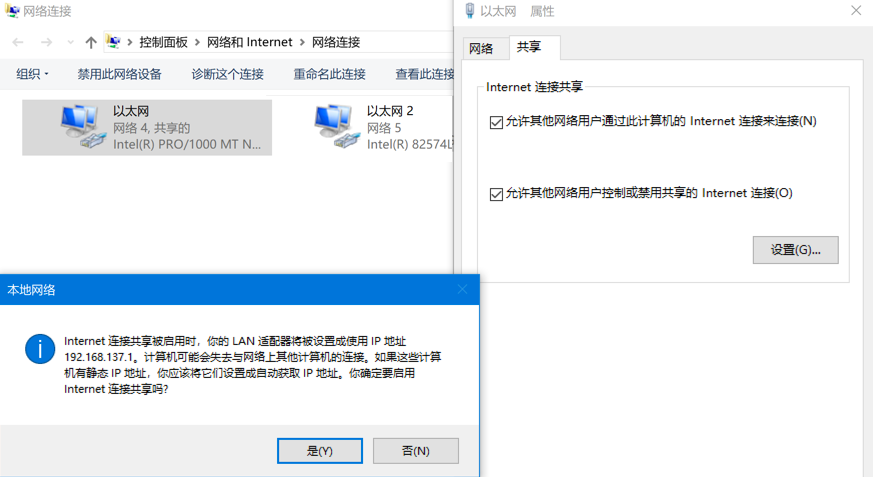 网络连接
控制面板 > 网络和 Internet > 网络连接
组织 禁用此网络设备 诊断这个连接 重命名此连接 查看此连接
以太网
网络 4, 共享的
Intel(R) PRO/1000 MT N...
以太网 2
网络 5
Intel(R) 82574L
以太网 属性
网络 共享
Internet 连接共享
允许其他网络用户通过此计算机的 Internet 连接来连接(N)
允许其他网络用户控制或禁用共享的 Internet 连接(O)
设置(G)...
本地网络
Internet 连接共享被启用时，你的 LAN 适配器将被设置成使用 IP 地址
192.168.137.1。计算机可能会失去与网络上其他计算机的连接。如果这些计算
机有静态 IP 地址，你应该将它们设置成自动获取 IP 地址。你确定要启用
Internet 连接共享吗?
是(Y) 否(N)